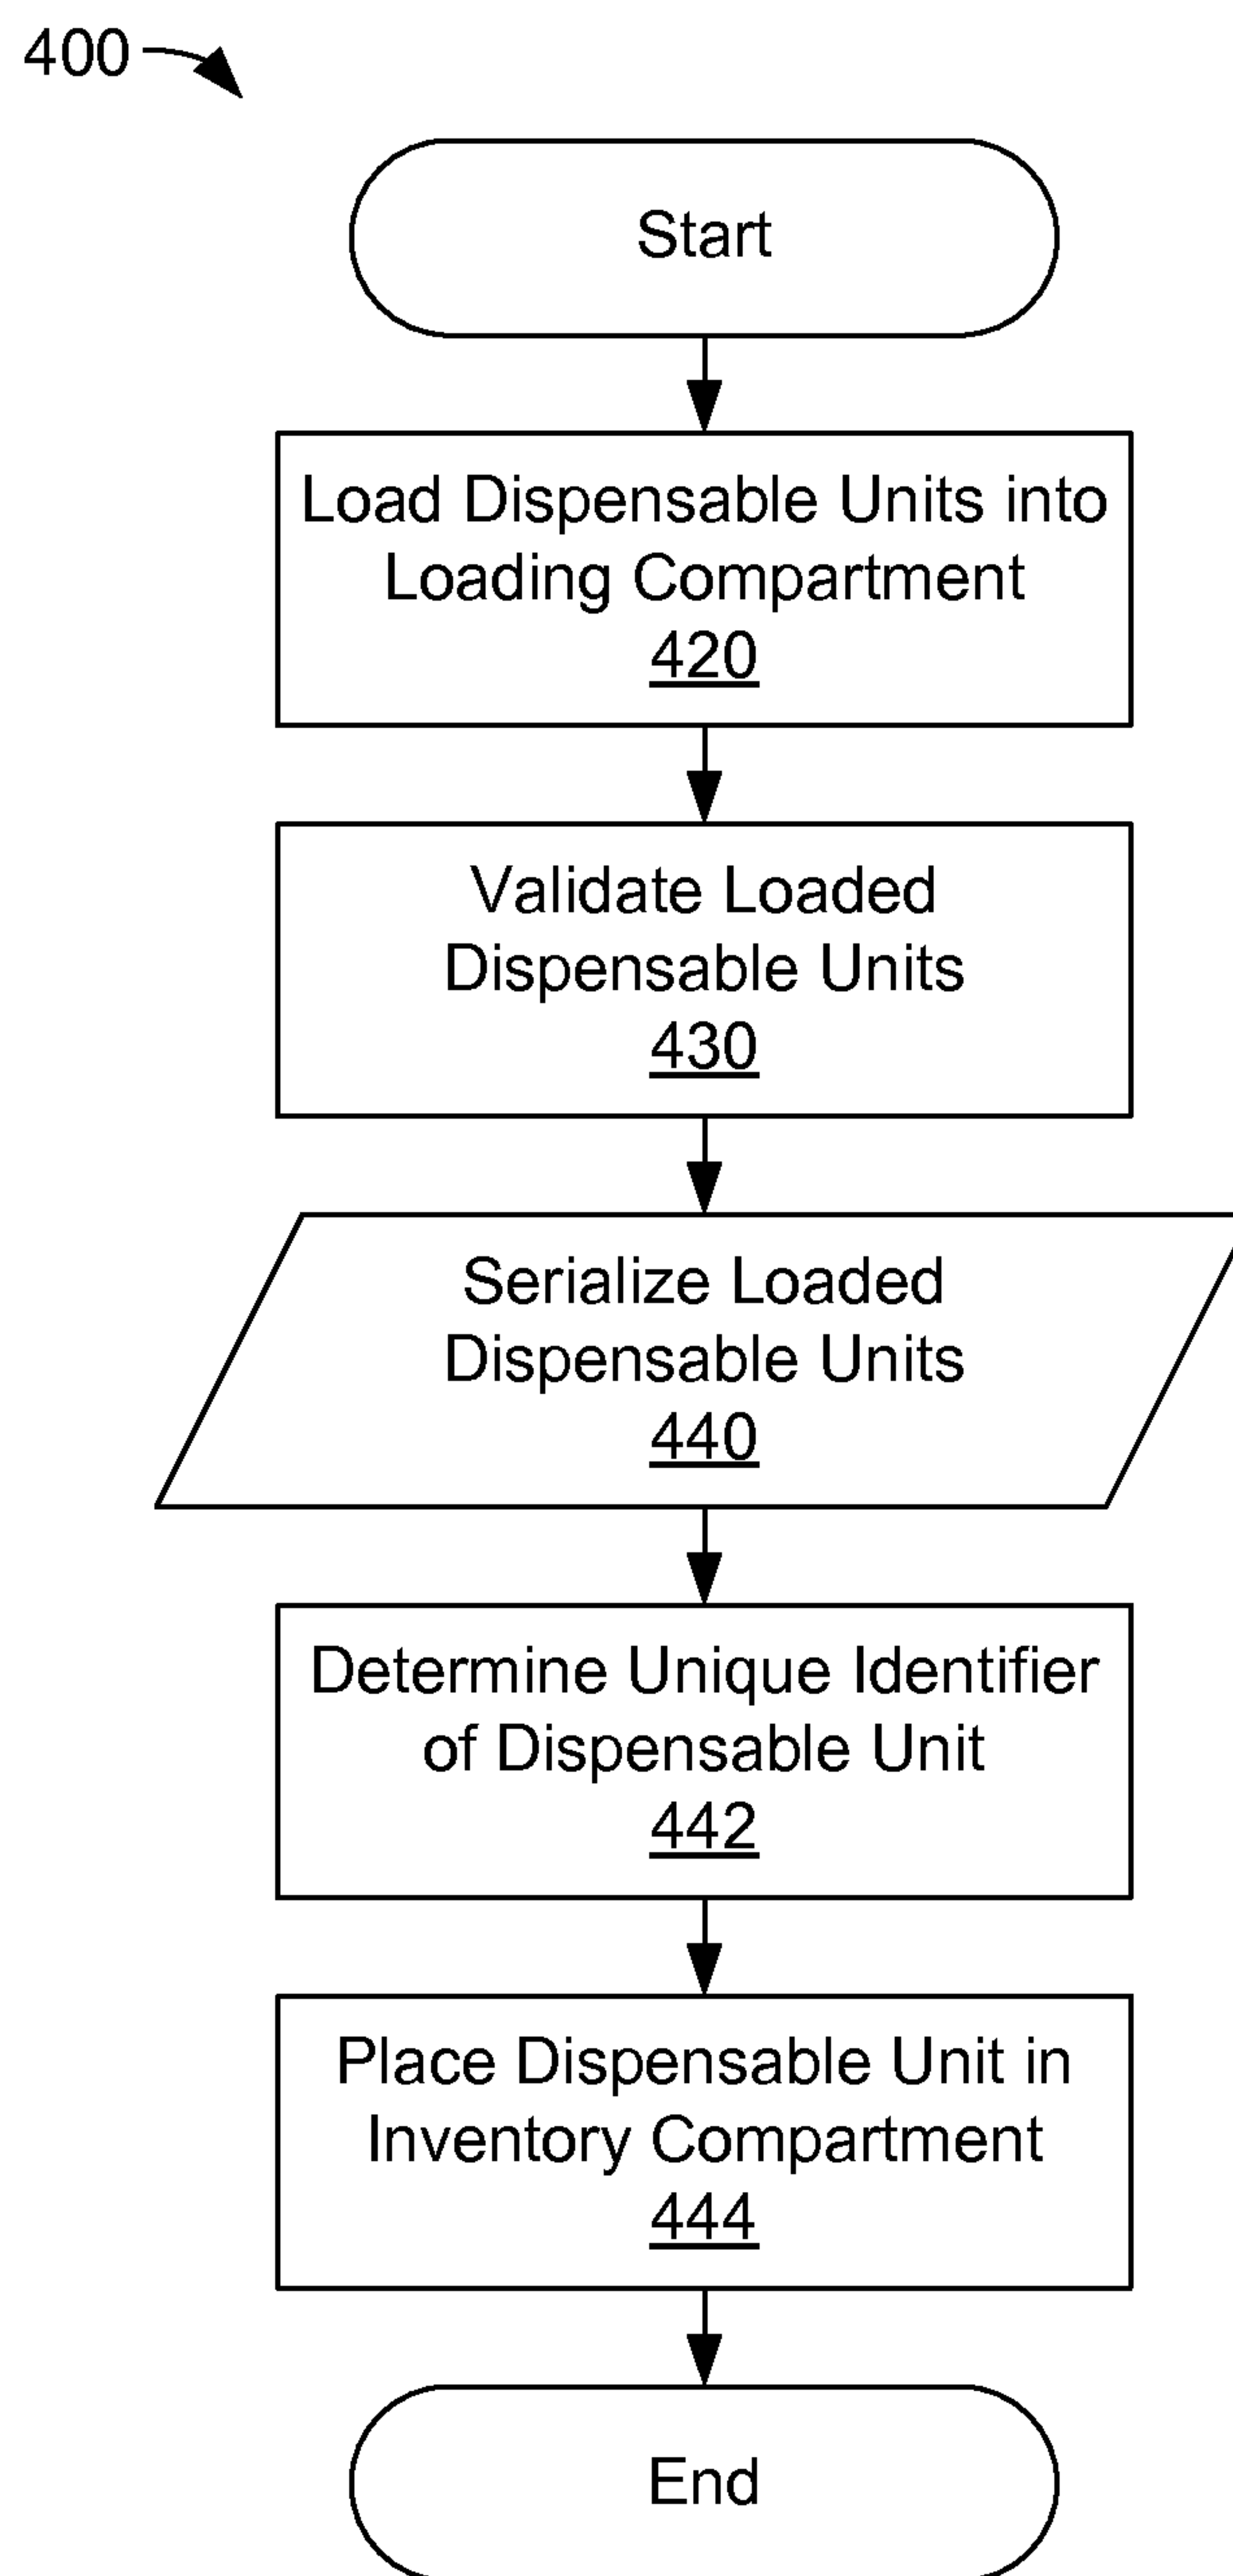 400
Start
Load Dispensable Units into
Loading Compartment
420
Validate Loaded
Dispensable Units
430
Serialize Loaded
Dispensable Units
440
Determine Unique Identifier
of Dispensable Unit
442
Place Dispensable Unit in
Inventory Compartment
444
End